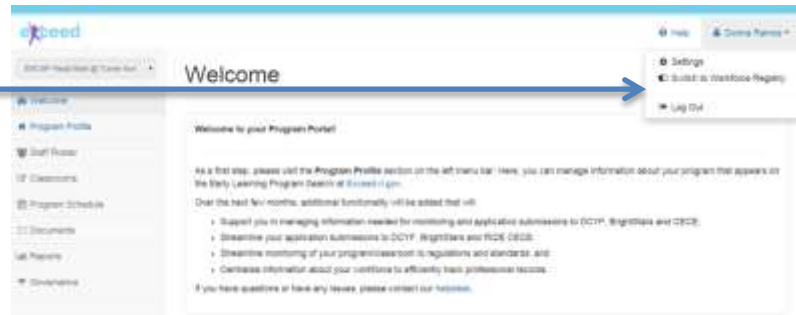 exceed
Help
Donna Ramos
Settings
Switch to Workforce Registry
Log Out
Welcome
Welcome
Program Profile
Staff Roster
Classrooms
Program Schedule
Documents
Reports
Governance
Welcome to your Program Portal!
As a first step, please visit the Program Profile section on the left menu bar. Here, you can manage information about your program that appears on
the Early Learning Program Search at Exceed.ri.gov.
Over the next few months, additional functionality will be added that will:
Support you in managing information needed for monitoring and application submissions to DCYF, BrightStars and CECE;
Streamline your application submissions to DCYF, BrightStars and RIDE CECE;
Streamline monitoring of your program/classroom to regulations and standards; and
Centralize information about your workforce to efficiently track professional records.
If you have questions or have any issues, please contact our helpdesk.